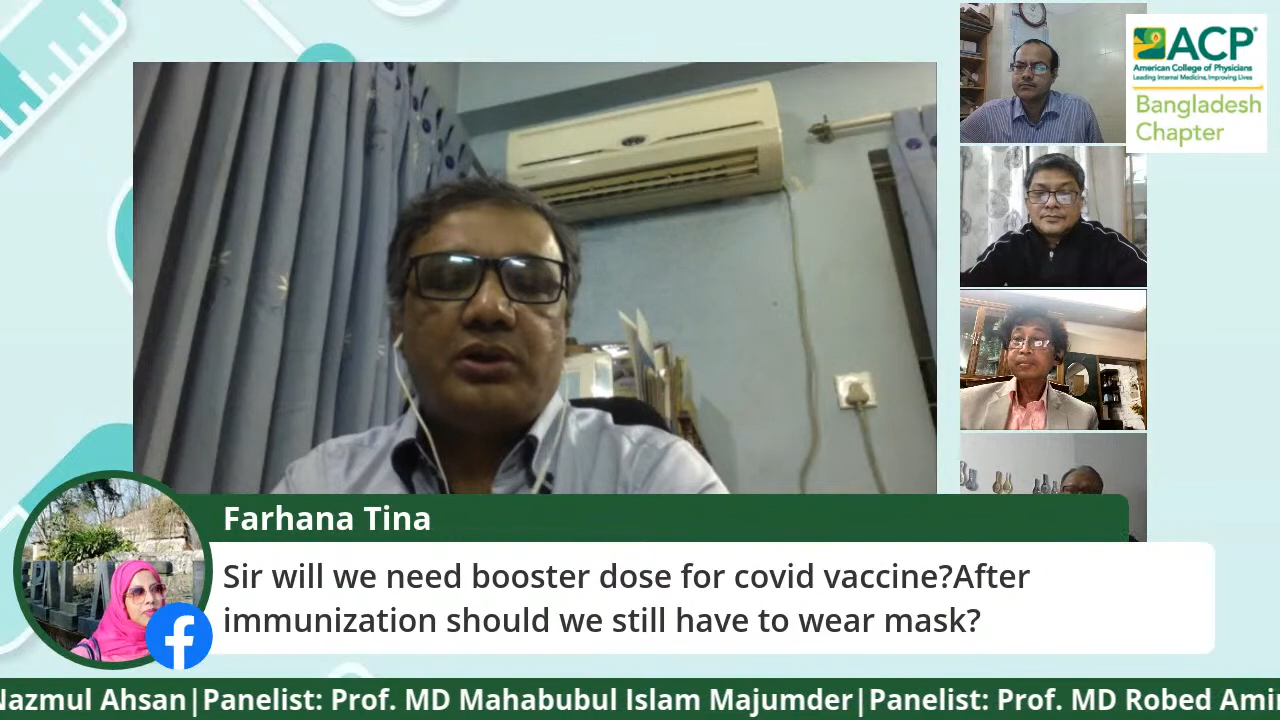 ACP
American College of Physicians
Leading Internal Medicine, Improving Lives
Bangladesh
Chapter
Farhana Tina
Sir will we need booster dose for covid vaccine?After
immunization should we still have to wear mask?
Nazmul Ahsan|Panelist: Prof. MD Mahabubul Islam Majumder|Panelist: Prof. MD Robed Amin